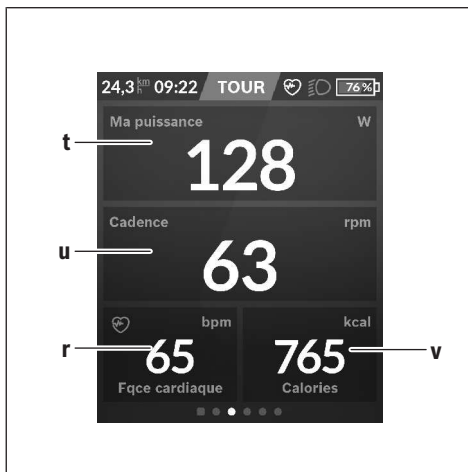 24,3 km/h 09:22 TOUR 76 %
Ma puissance W
t
128
Cadence rpm
u
63
bpm kcal
r 65 765 v
Fqce cardiaque Calories